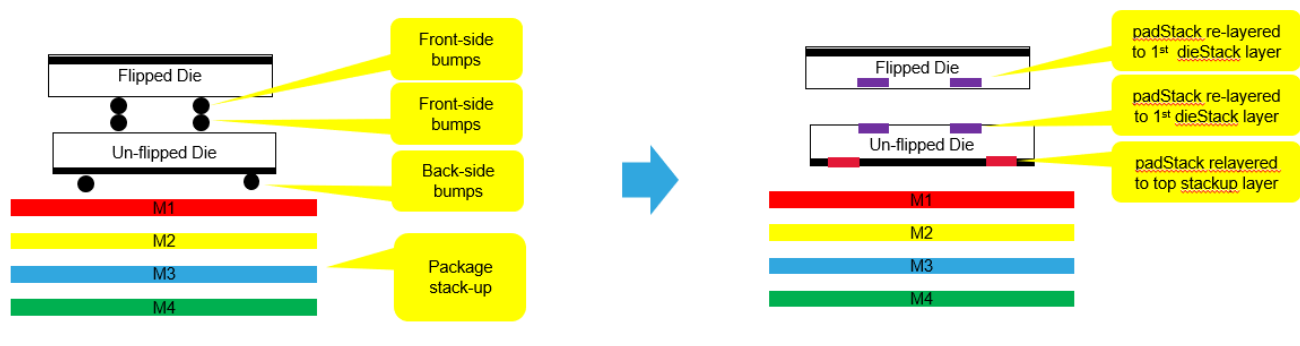 Front-side
bumps
Flipped Die
Front-side
bumps
Un-flipped Die
Back-side
bumps
M1
M2
M3
M4
Package
stack-up
padStack re-layered
to 1st dieStack layer
Flipped Die
padStack re-layered
to 1st dieStack layer
Un-flipped Die
padStack relayered
to top stackup layer
M1
M2
M3
M4